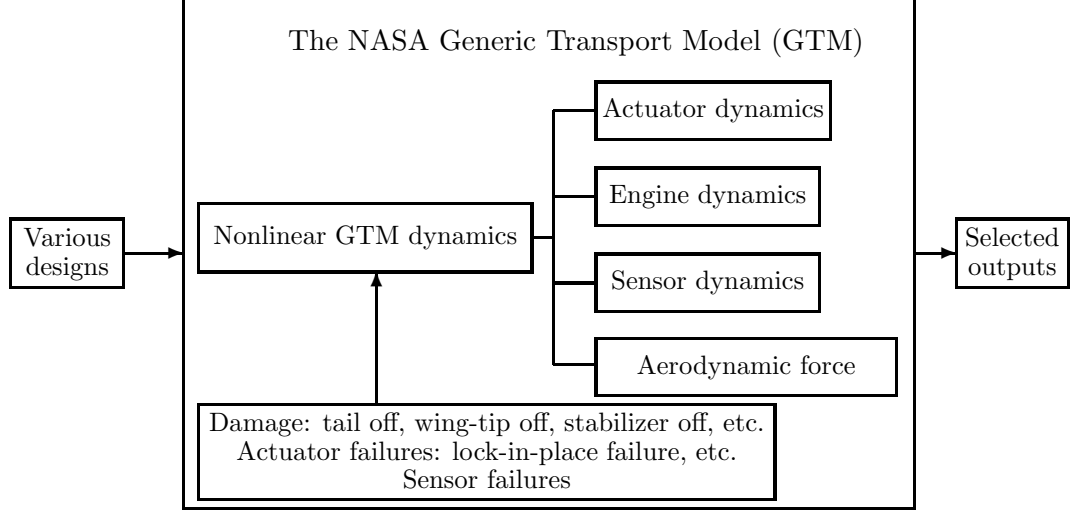 The NASA Generic Transport Model (GTM)
Actuator dynamics
Engine dynamics
Various
designs
Nonlinear GTM dynamics
Selected
outputs
Sensor dynamics
Aerodynamic force
Damage: tail off, wing-tip off, stabilizer off, etc.
Actuator failures: lock-in-place failure, etc.
Sensor failures